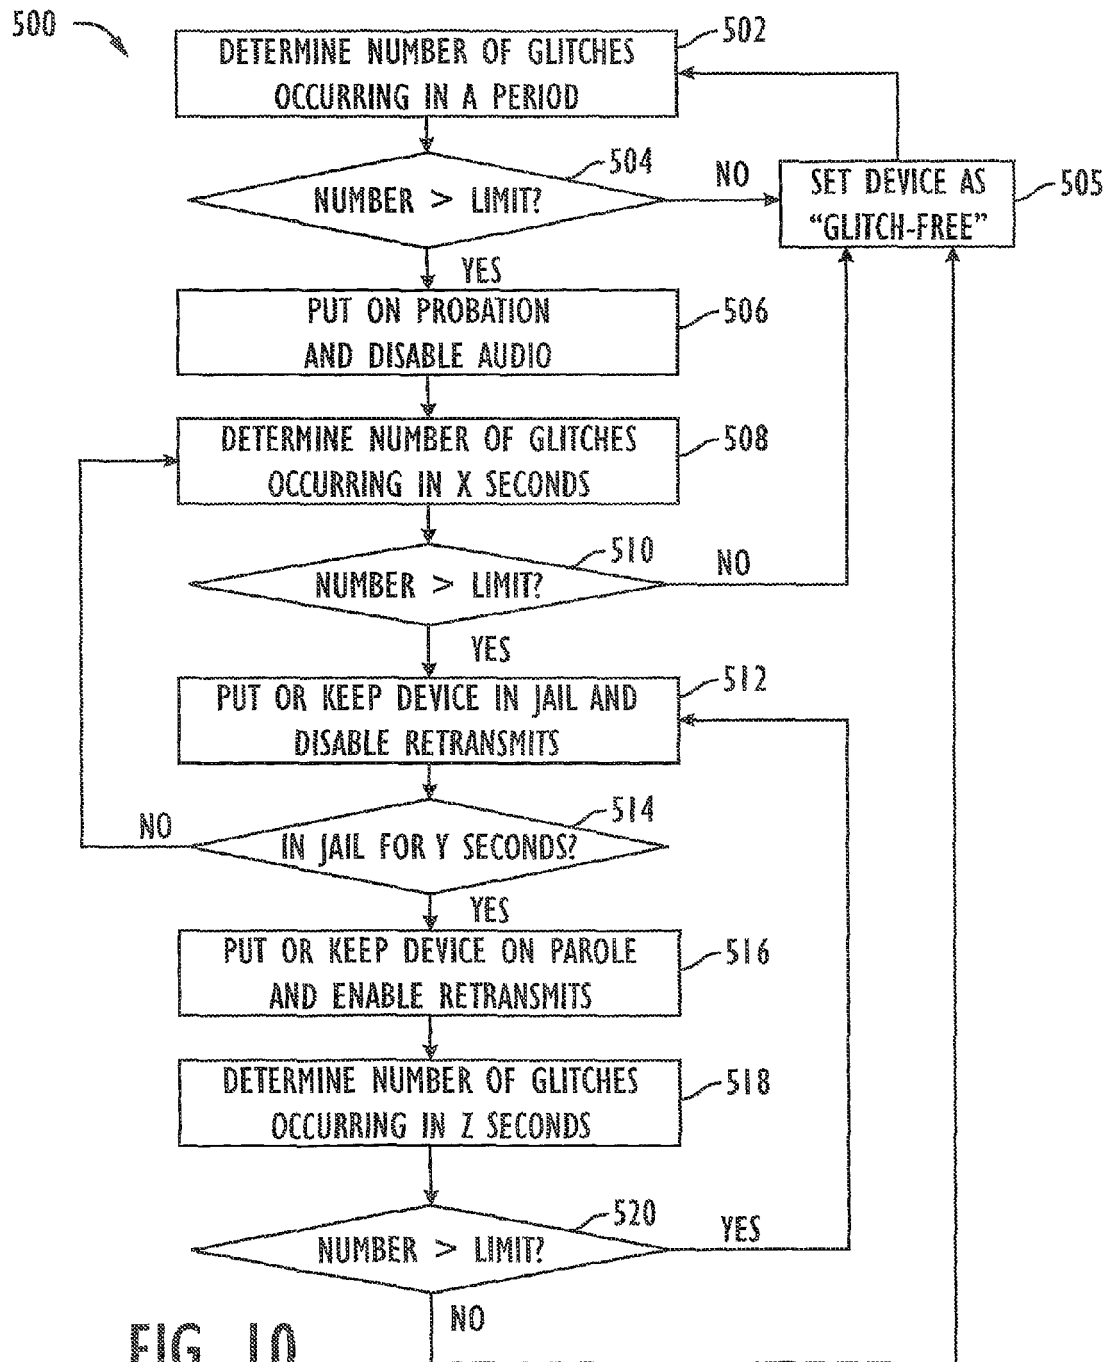 500
502
DETERMINE NUMBER OF GLITCHES
OCCURRING IN A PERIOD
504
NUMBER > LIMIT?
NO
505
SET DEVICE AS
“GLITCH-FREE”
YES
506
PUT ON PROBATION
AND DISABLE AUDIO
508
DETERMINE NUMBER OF GLITCHES
OCCURRING IN X SECONDS
510
NUMBER > LIMIT?
NO
YES
512
PUT OR KEEP DEVICE IN JAIL AND
DISABLE RETRANSMITS
514
IN JAIL FOR Y SECONDS?
NO
YES
516
PUT OR KEEP DEVICE ON PAROLE
AND ENABLE RETRANSMITS
518
DETERMINE NUMBER OF GLITCHES
OCCURRING IN Z SECONDS
520
NUMBER > LIMIT?
YES
NO
FIG. 10